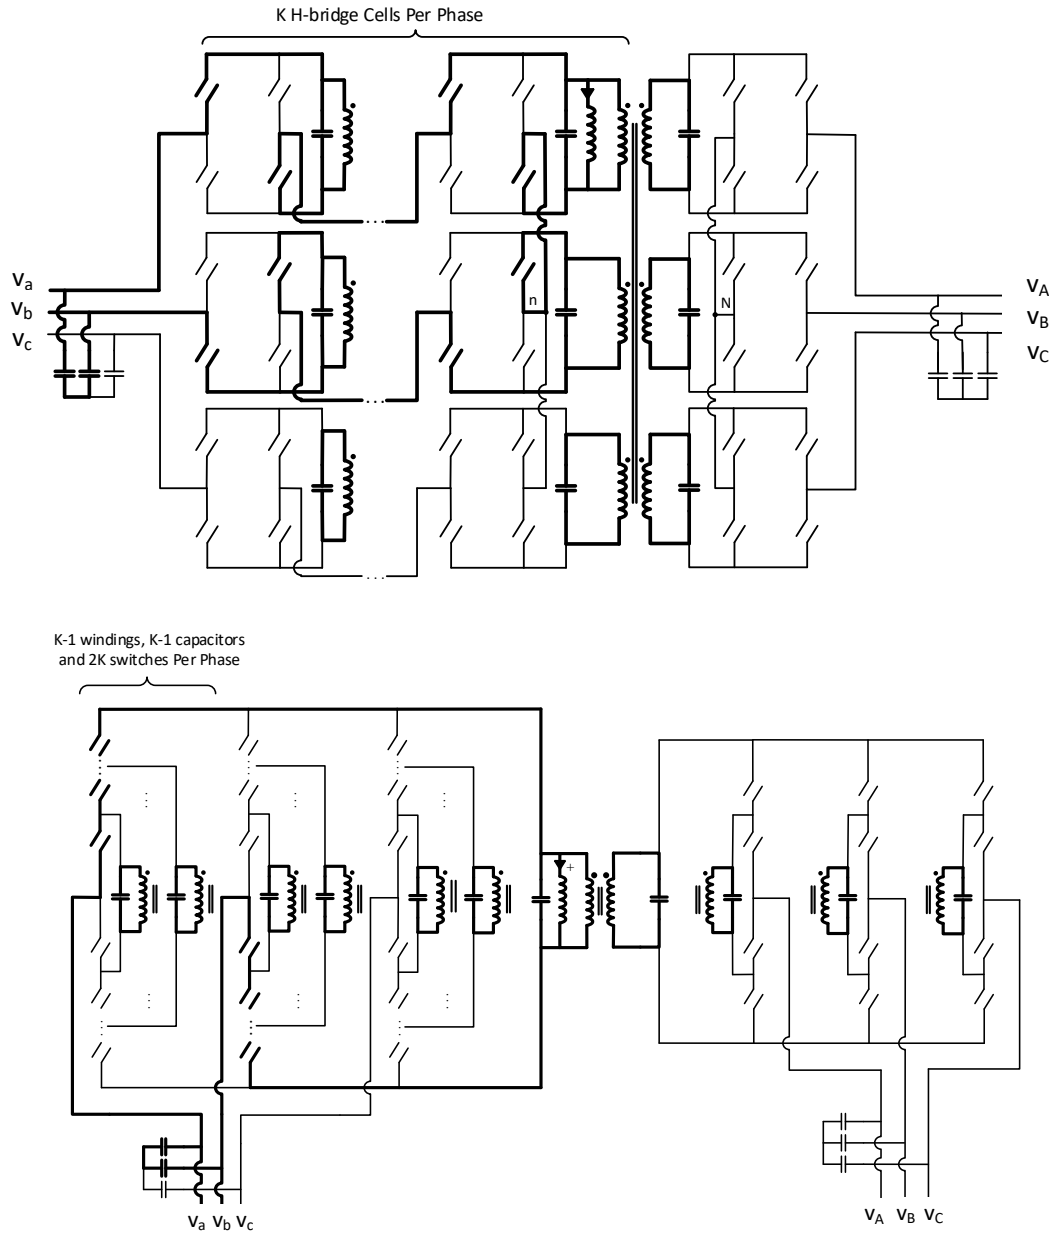 K H-bridge Cells Per Phase
va
vb
vc
...
...
...
n
N
vA
vB
vC
K-1 windings, K-1 capacitors
and 2K switches Per Phase
+
va vb vc
vA vB vC